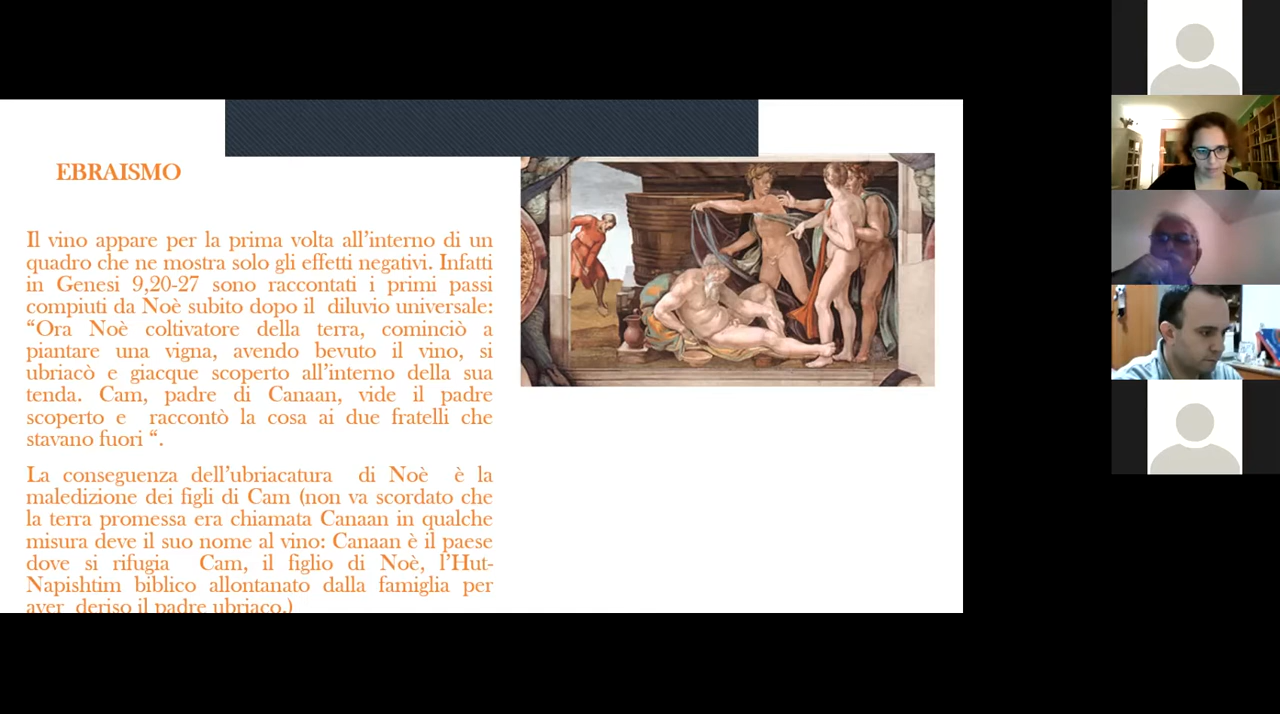 EBRAISMO
Il vino appare per la prima volta all’interno di un
quadro che ne mostra solo gli effetti negativi. Infatti
in Genesi 9,20-27 sono raccontati i primi passi
compiuti da Noè subito dopo il diluvio universale:
“Ora Noè coltivatore della terra, cominciò a
piantare una vigna, avendo bevuto il vino, si
ubriacò e giacque scoperto all’interno della sua
tenda. Cam, padre di Canaan, vide il padre
scoperto e raccontò la cosa ai due fratelli che
stavano fuori “.
La conseguenza dell’ubriacatura di Noè è la
maledizione dei figli di Cam (non va scordato che
la terra promessa era chiamata Canaan in qualche
misura deve il suo nome al vino: Canaan è il paese
dove si rifugia Cam, il figlio di Noè, l’Hut-
Napishtim biblico allontanato dalla famiglia per
aver deriso il padre ubriaco.)